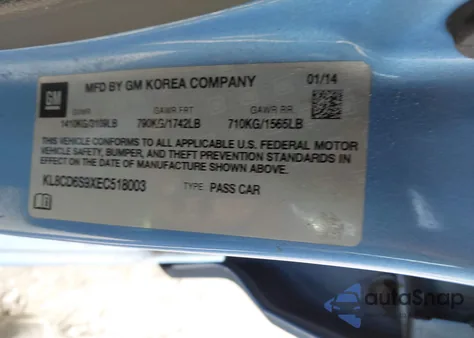 GM
MFD BY GM KOREA COMPANY
01/14
GVWR GAWR FRT GAWR RR
1410KG/3109LB 790KG/1742LB 710KG/1565LB
THIS VEHICLE CONFORMS TO ALL APPLICABLE U.S. FEDERAL MOTOR
VEHICLE SAFETY, BUMPER, AND THEFT PREVENTION STANDARDS
IN EFFECT ON THE DATE OF MANUFACTURE SHOWN ABOVE.
KL8CD6S9XEC518003 TYPE: PASS CAR
autoSnap